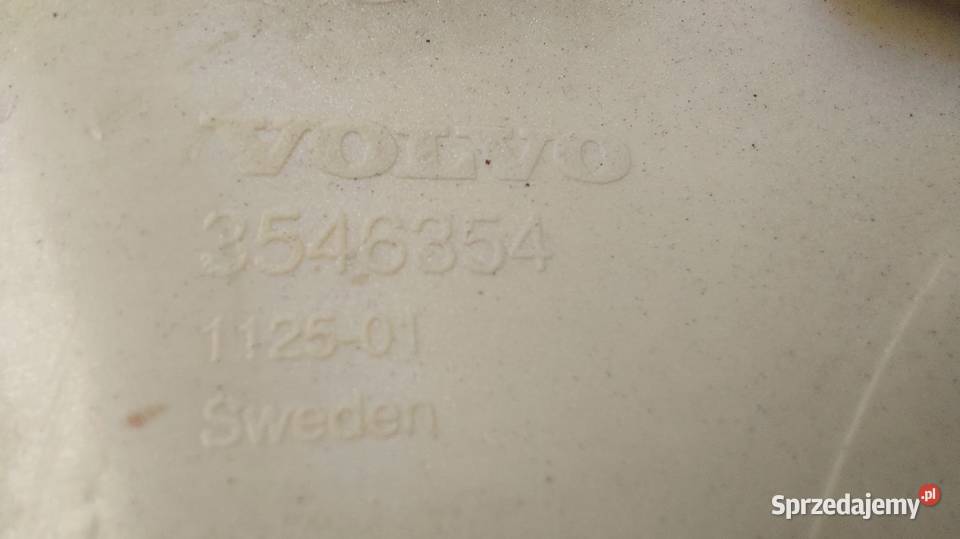 VOLVO
3546354
1125-01
Sweden
Sprzedajemy.pl